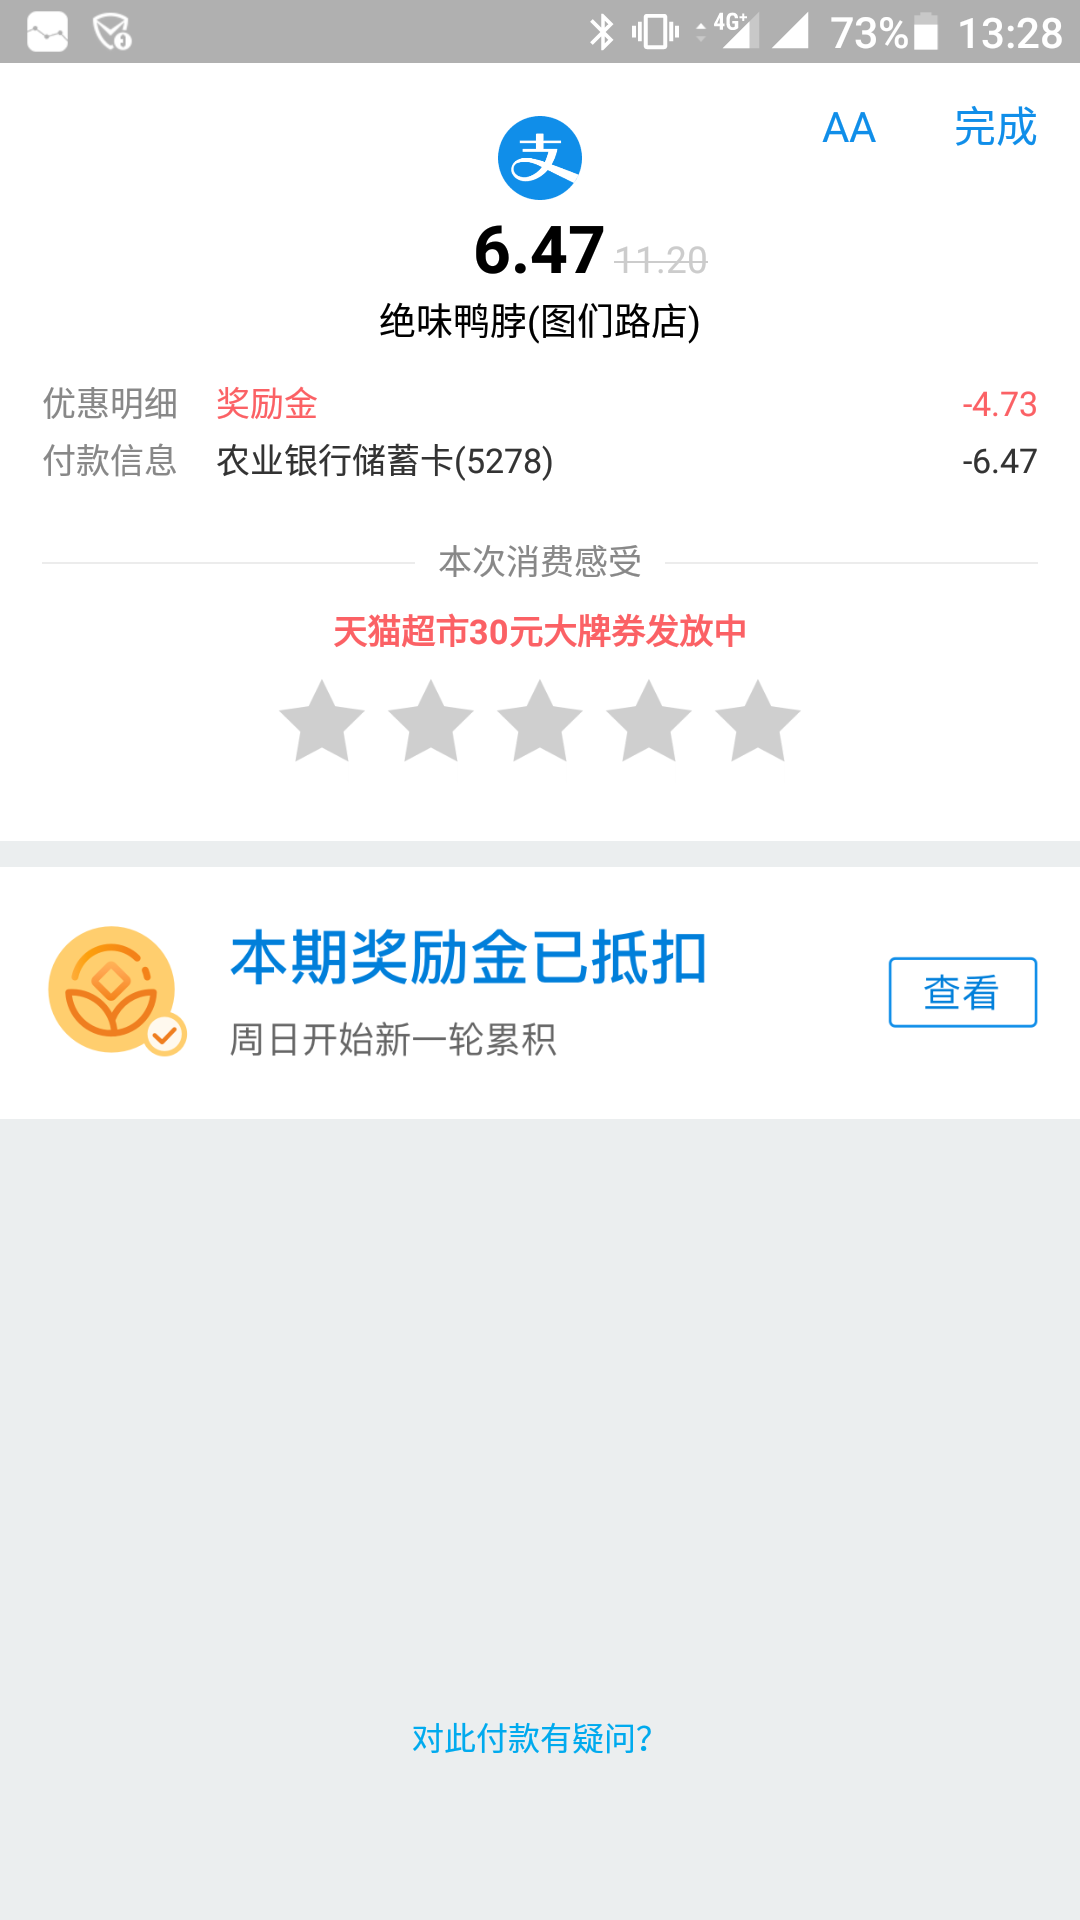 4G+ 73% 13:28
AA 完成
支
6.47 11.20
绝味鸭脖(图们路店)
优惠明细 奖励金 -4.73
付款信息 农业银行储蓄卡(5278) -6.47
本次消费感受
天猫超市30元大牌券发放中
本期奖励金已抵扣
周日开始新一轮累积
查看
对此付款有疑问?